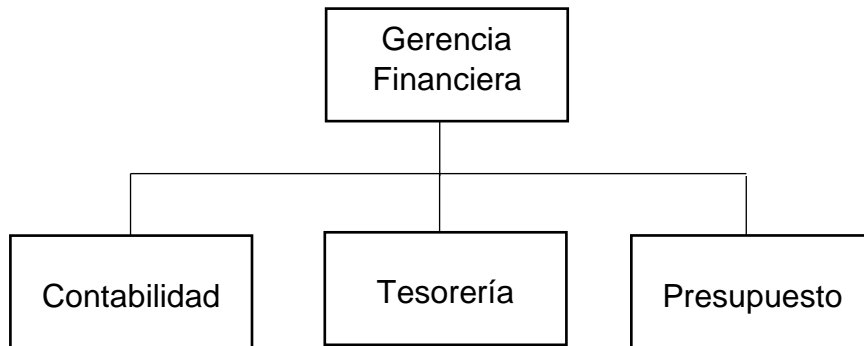 Gerencia
Financiera
Contabilidad
Tesorería
Presupuesto